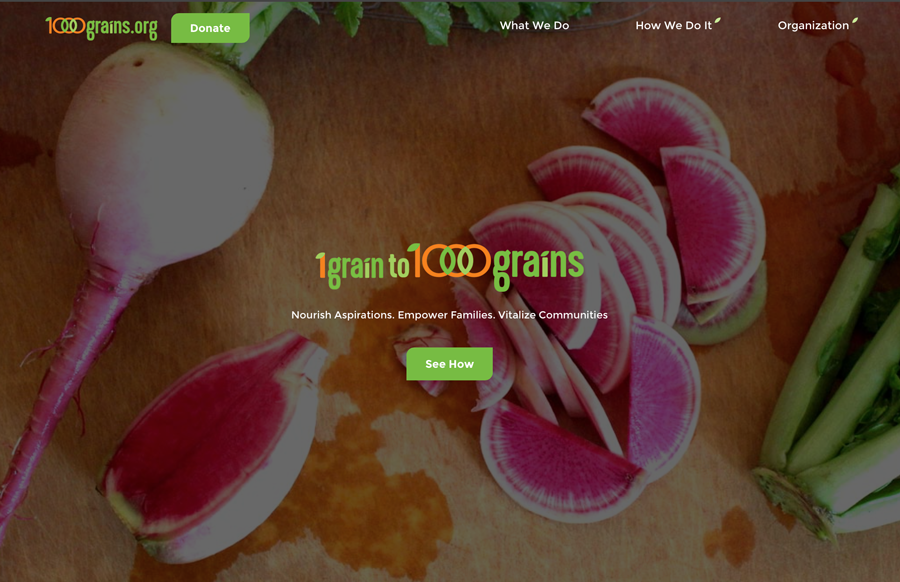 1000grains.org
Donate
What We Do
How We Do It
Organization
1grain to 1000grains
Nourish Aspirations. Empower Families. Vitalize Communities
See How